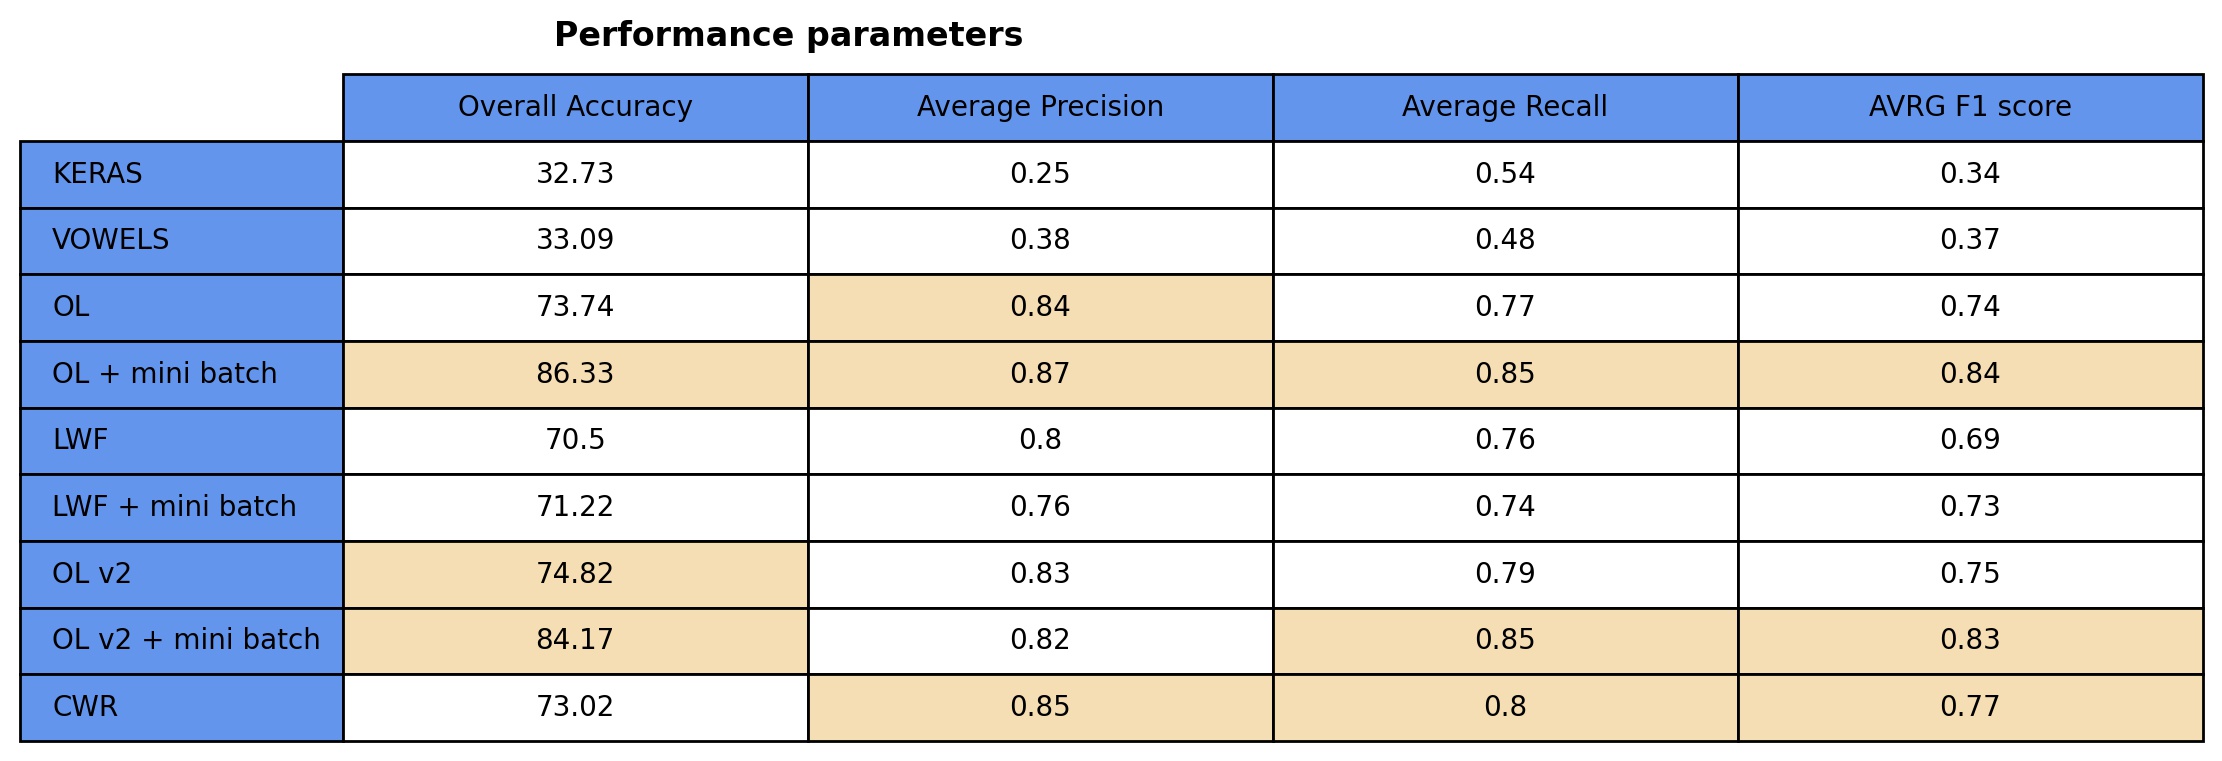 Performance parameters
Overall Accuracy Average Precision Average Recall AVRG F1 score
KERAS 32.73 0.25 0.54 0.34
VOWELS 33.09 0.38 0.48 0.37
OL 73.74 0.84 0.77 0.74
OL + mini batch 86.33 0.87 0.85 0.84
LWF 70.5 0.8 0.76 0.69
LWF + mini batch 71.22 0.76 0.74 0.73
OL v2 74.82 0.83 0.79 0.75
OL v2 + mini batch 84.17 0.82 0.85 0.83
CWR 73.02 0.85 0.8 0.77